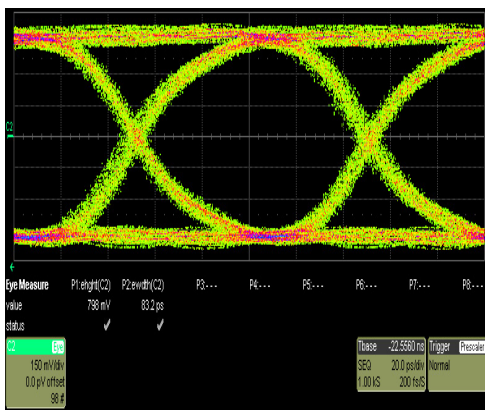 C2
Eye Measure P1:ehght(C2) P2:ewdth(C2) P3:--- P4:--- P5:--- P6:--- P7:--- P8:---
value 798 mV 83.2 ps
status ✓ ✓
C2 Eye
150 mV/div
0.0 pV offset
98 #
Tbase -22.5560 ns
SEQ 20.0 ps/div
1.00 kS 200 fs/S
Trigger Prescaler
Normal